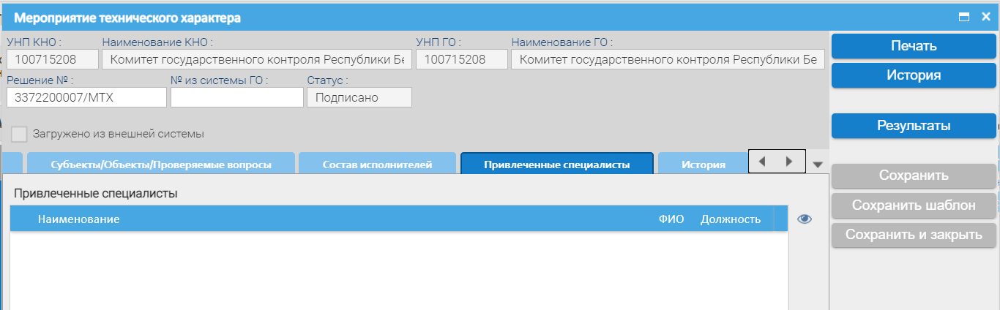 Мероприятие технического характера
УНП КНО : Наименование КНО : УНП ГО : Наименование ГО :
100715208 Комитет государственного контроля Республики Бе 100715208 Комитет государственного контроля Республики Бе
Решение № : № из системы ГО : Статус :
3372200007/МТХ Подписано
Загружено из внешней системы
Субъекты/Объекты/Проверяемые вопросы Состав исполнителей Привлеченные специалисты История
Привлеченные специалисты
Наименование ФИО Должность
Печать
История
Результаты
Сохранить
Сохранить шаблон
Сохранить и закрыть